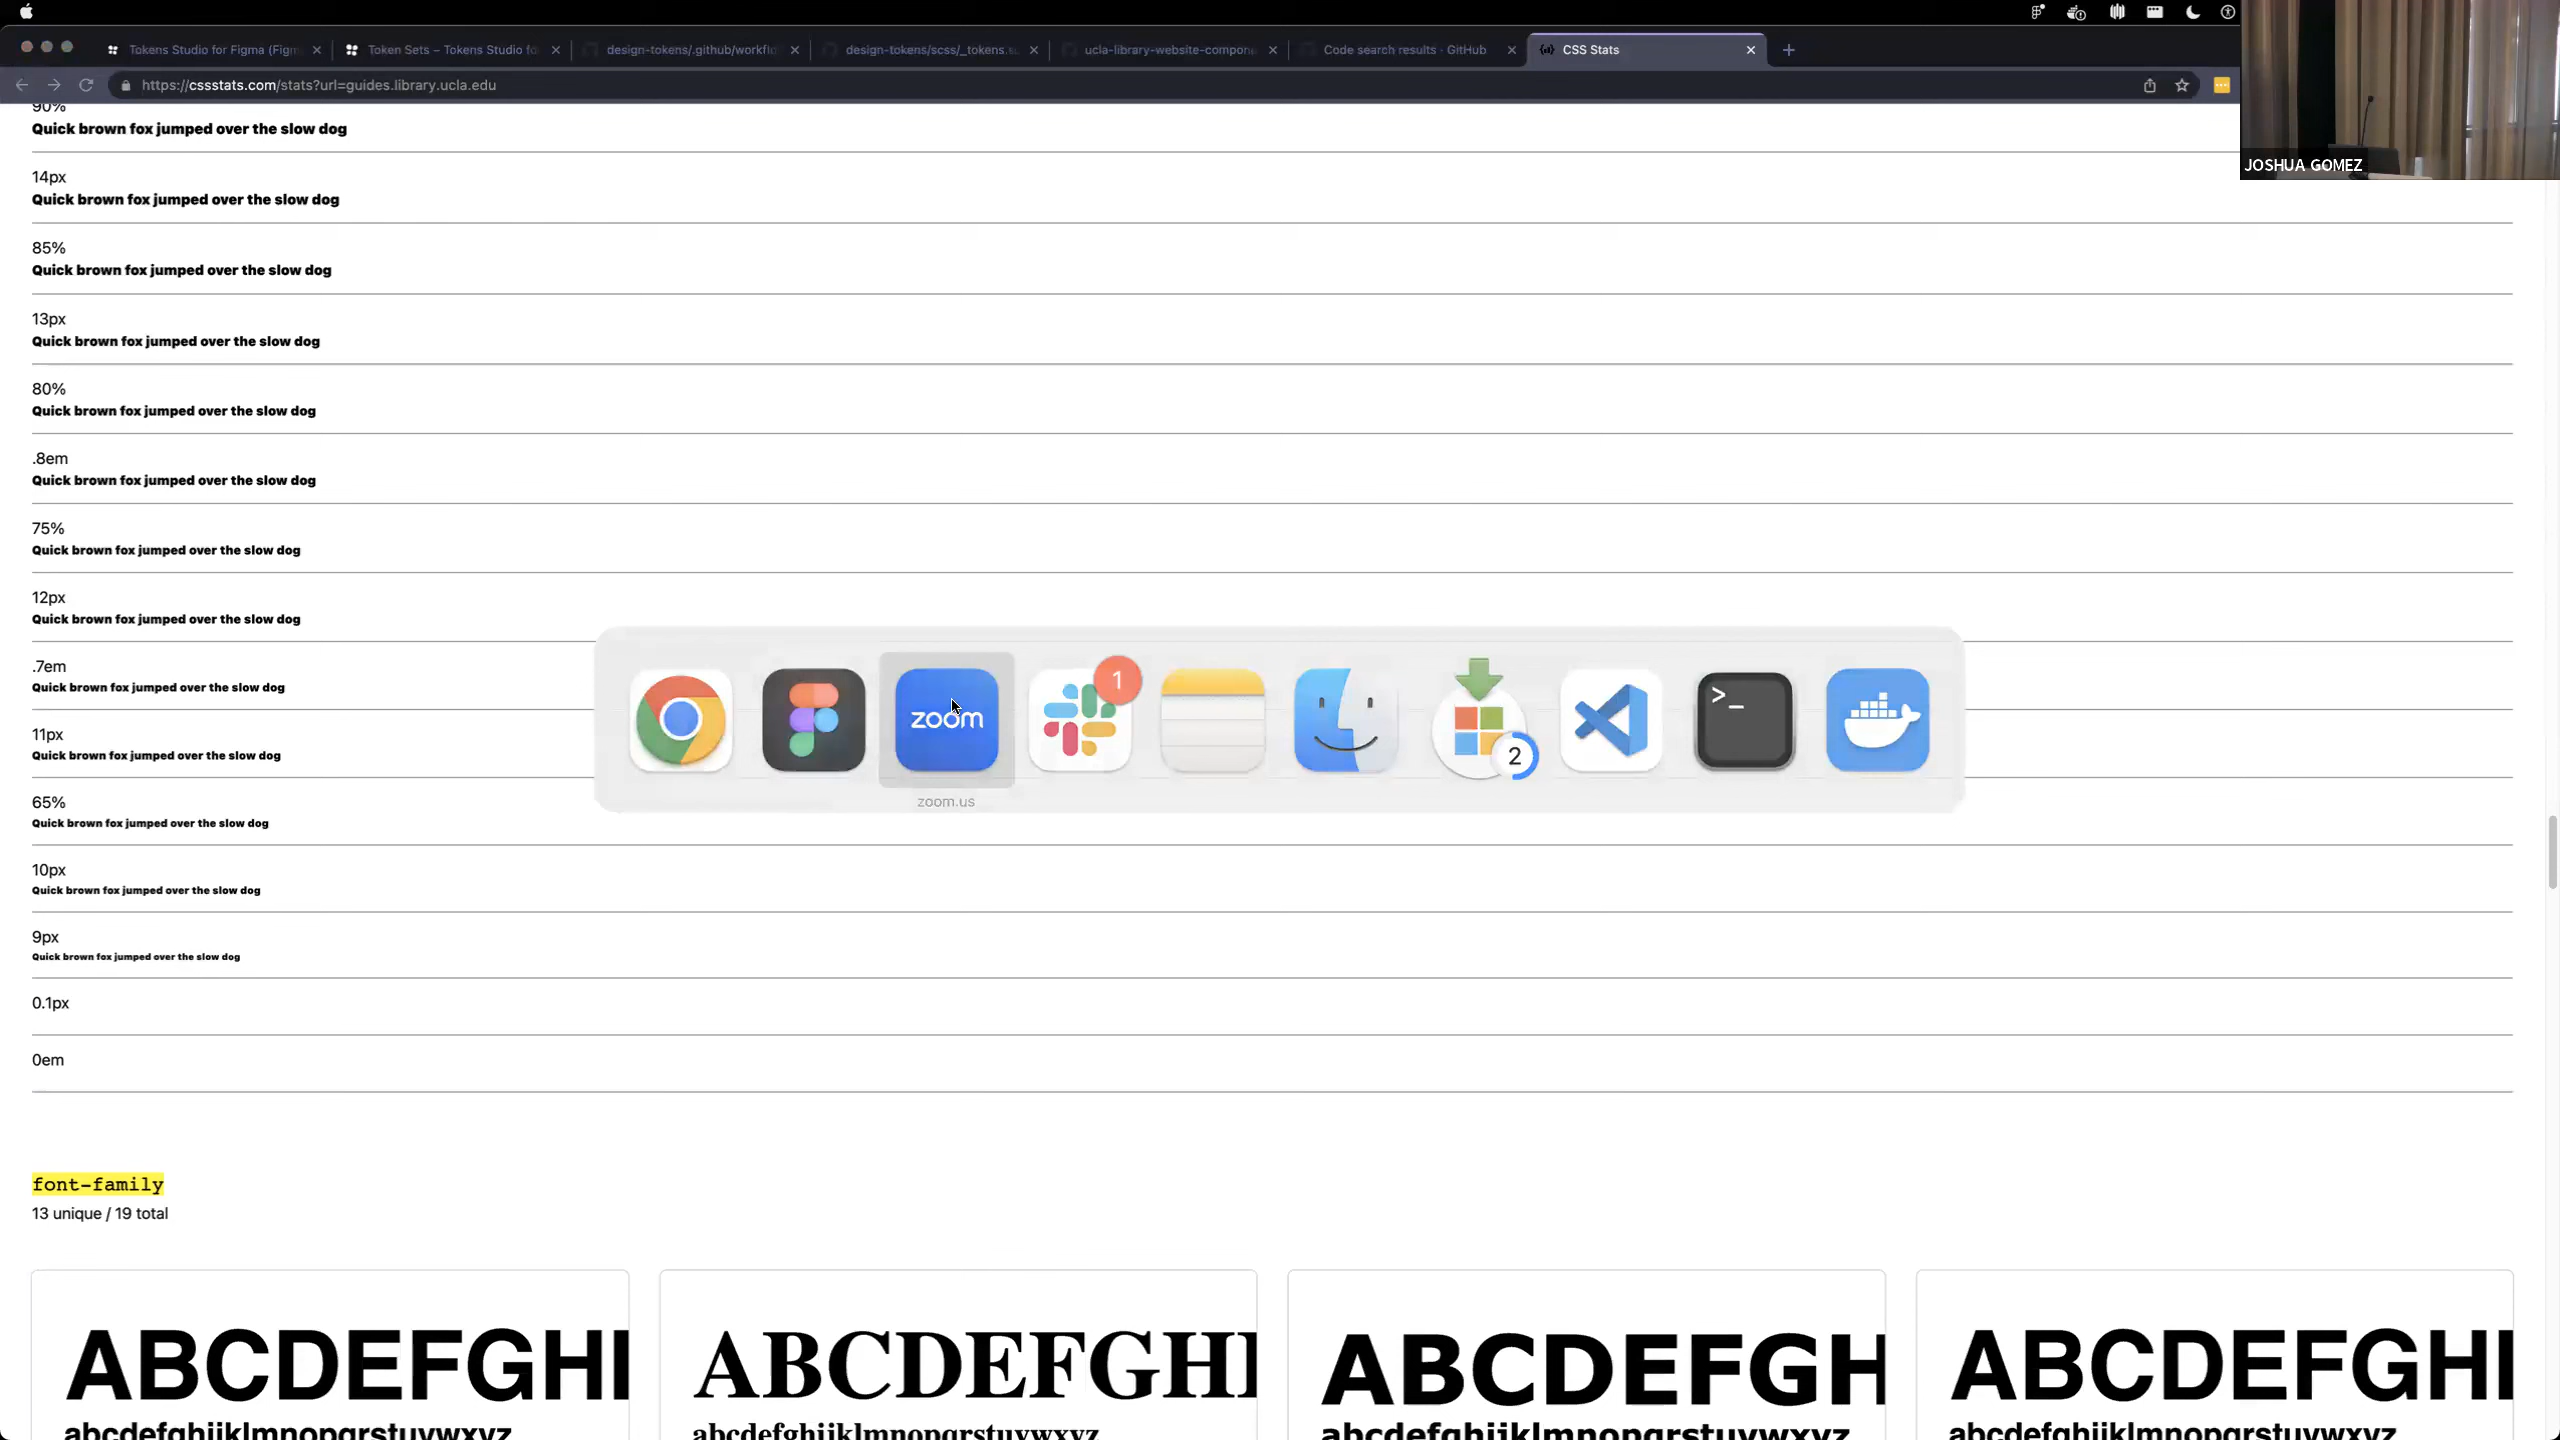 Tokens Studio for Figma (Figm
Token Sets – Tokens Studio fo
design-tokens/.github/workflo
design-tokens/scss/_tokens.s
ucla-library-website-compon
Code search results · GitHub
CSS Stats
https://cssstats.com/stats?url=guides.library.ucla.edu
JOSHUA GOMEZ
90%
Quick brown fox jumped over the slow dog
14px
Quick brown fox jumped over the slow dog
85%
Quick brown fox jumped over the slow dog
13px
Quick brown fox jumped over the slow dog
80%
Quick brown fox jumped over the slow dog
.8em
Quick brown fox jumped over the slow dog
75%
Quick brown fox jumped over the slow dog
12px
Quick brown fox jumped over the slow dog
.7em
Quick brown fox jumped over the slow dog
11px
Quick brown fox jumped over the slow dog
65%
Quick brown fox jumped over the slow dog
10px
Quick brown fox jumped over the slow dog
9px
Quick brown fox jumped over the slow dog
0.1px
0em
zoom
1
2
>_
zoom.us
font-family
13 unique / 19 total
ABCDEFGHI
ABCDEFGHI
ABCDEFGH
ABCDEFGHI
abcdefghijklmnopqrstuvwxyz
abcdefghijklmnopqrstuvwxyz
abcdefghijklmnopqrstuvwxyz
abcdefghijklmnopqrstuvwxyz